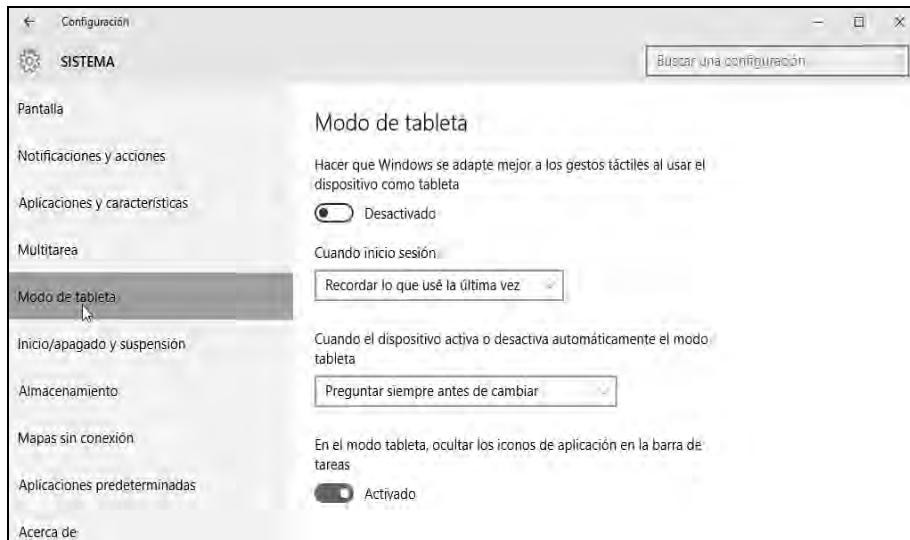 Configuración
SISTEMA
Buscar una configuración
Pantalla
Notificaciones y acciones
Aplicaciones y características
Multitarea
Modo de tableta
Inicio/apagado y suspensión
Almacenamiento
Mapas sin conexión
Aplicaciones predeterminadas
Acerca de
Modo de tableta
Hacer que Windows se adapte mejor a los gestos táctiles al usar el
dispositivo como tableta
Desactivado
Cuando inicio sesión
Recordar lo que usé la última vez
Cuando el dispositivo activa o desactiva automáticamente el modo
tableta
Preguntar siempre antes de cambiar
En el modo tableta, ocultar los iconos de aplicación en la barra de
tareas
Activado